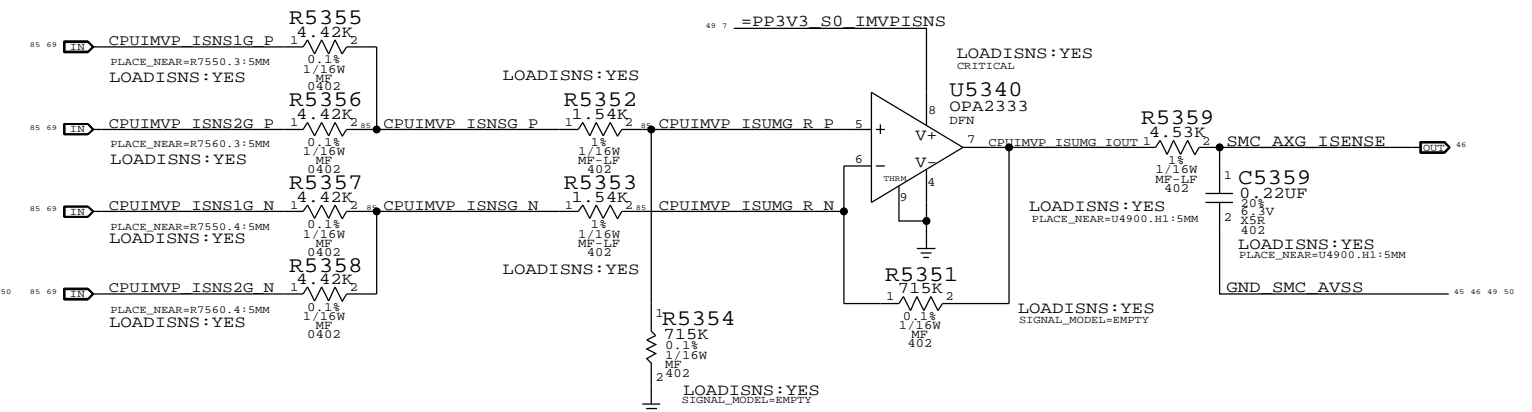 49 7 =PP3V3_S0_IMVPISNS
R5355
4.42K
85 69 IN CPUIMVP_ISNS1G_P 1 2
PLACE_NEAR=R7550.3:5MM
LOADISNS:YES
0.1%
1/16W
MF
0402
R5356
4.42K
85 69 IN CPUIMVP_ISNS2G_P 1 2
PLACE_NEAR=R7560.3:5MM
LOADISNS:YES
0.1%
1/16W
MF
0402
R5357
4.42K
85 69 IN CPUIMVP_ISNS1G_N 1 2
PLACE_NEAR=R7550.4:5MM
LOADISNS:YES
0.1%
1/16W
MF
0402
R5358
4.42K
50 85 69 IN CPUIMVP_ISNS2G_N 1 2
PLACE_NEAR=R7560.4:5MM
LOADISNS:YES
0.1%
1/16W
MF
0402
LOADISNS:YES
R5352
1.54K
85 CPUIMVP_ISNSG_P 1 2
1%
1/16W
MF-LF
402
85 CPUIMVP_ISUMG_R_P 5
R5353
1.54K
85 CPUIMVP_ISNSG_N 1 2
1%
1/16W
MF-LF
402
LOADISNS:YES
85 CPUIMVP_ISUMG_R_N 6
1 R5354
715K
0.1%
1/16W
MF
402
2
LOADISNS:YES
SIGNAL_MODEL=EMPTY
LOADISNS:YES
CRITICAL
U5340
OPA2333
DFN
8
V+
+
-
V-
THRM
9
4
7 CPUIMVP_ISUMG_IOUT
R5351
715K
1 2
0.1%
1/16W
MF
402
LOADISNS:YES
SIGNAL_MODEL=EMPTY
R5359
4.53K
1 2
1%
1/16W
MF-LF
402
LOADISNS:YES
PLACE_NEAR=U4900.H1:5MM
SMC_AXG_ISENSE OUT 46
1 C5359
0.22UF
20%
6.3V
2 X5R
402
LOADISNS:YES
PLACE_NEAR=U4900.H1:5MM
GND_SMC_AVSS 45 46 49 50